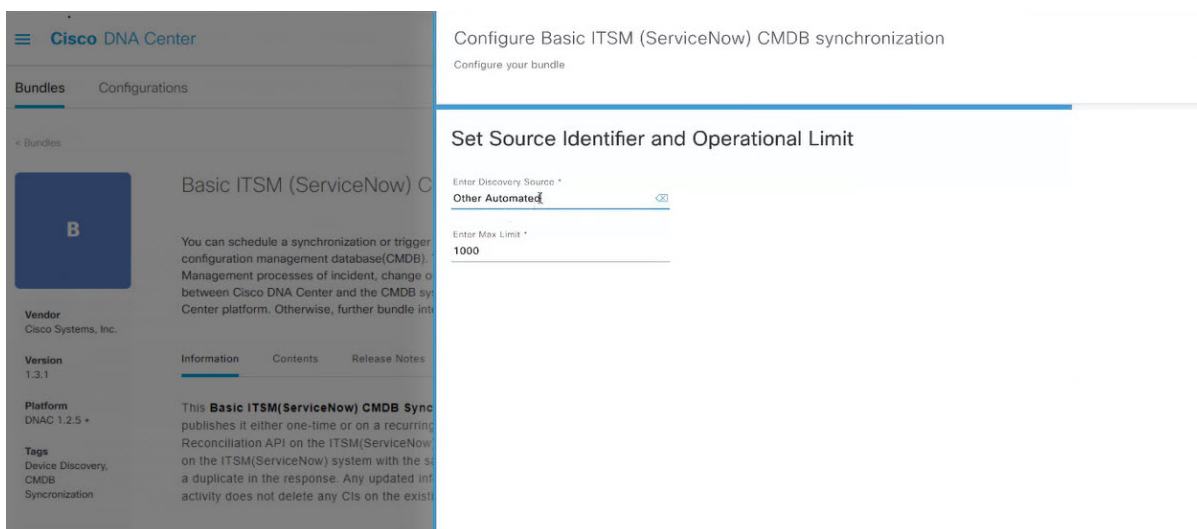 Cisco DNA Center
Bundles Configurations
< Bundles
B
Vendor
Cisco Systems, Inc.
Version
1.3.1
Platform
DNAC 1.2.5 +
Tags
Device Discovery,
CMDB
Syncronization
Basic ITSM (ServiceNow) C
You can schedule a synchronization or trigger
configuration management database(CMDB).
Management processes of incident, change o
between Cisco DNA Center and the CMDB sy
Center platform. Otherwise, further bundle int
Information Contents Release Notes
This Basic ITSM(ServiceNow) CMDB Sync
publishes it either one-time or on a recurring
Reconciliation API on the ITSM(ServiceNow
on the ITSM(ServiceNow) system with the sa
a duplicate in the response. Any updated inf
activity does not delete any CIs on the existi
Configure Basic ITSM (ServiceNow) CMDB synchronization
Configure your bundle
Set Source Identifier and Operational Limit
Enter Discovery Source *
Other Automated
Enter Max Limit *
1000